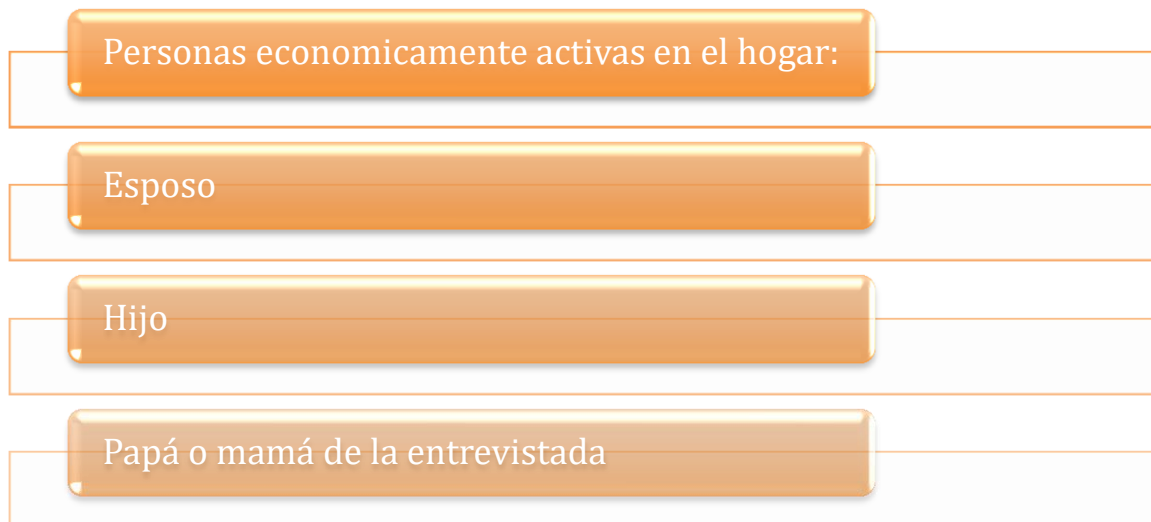 Personas economicamente activas en el hogar:
Esposo
Hijo
Papá o mamá de la entrevistada